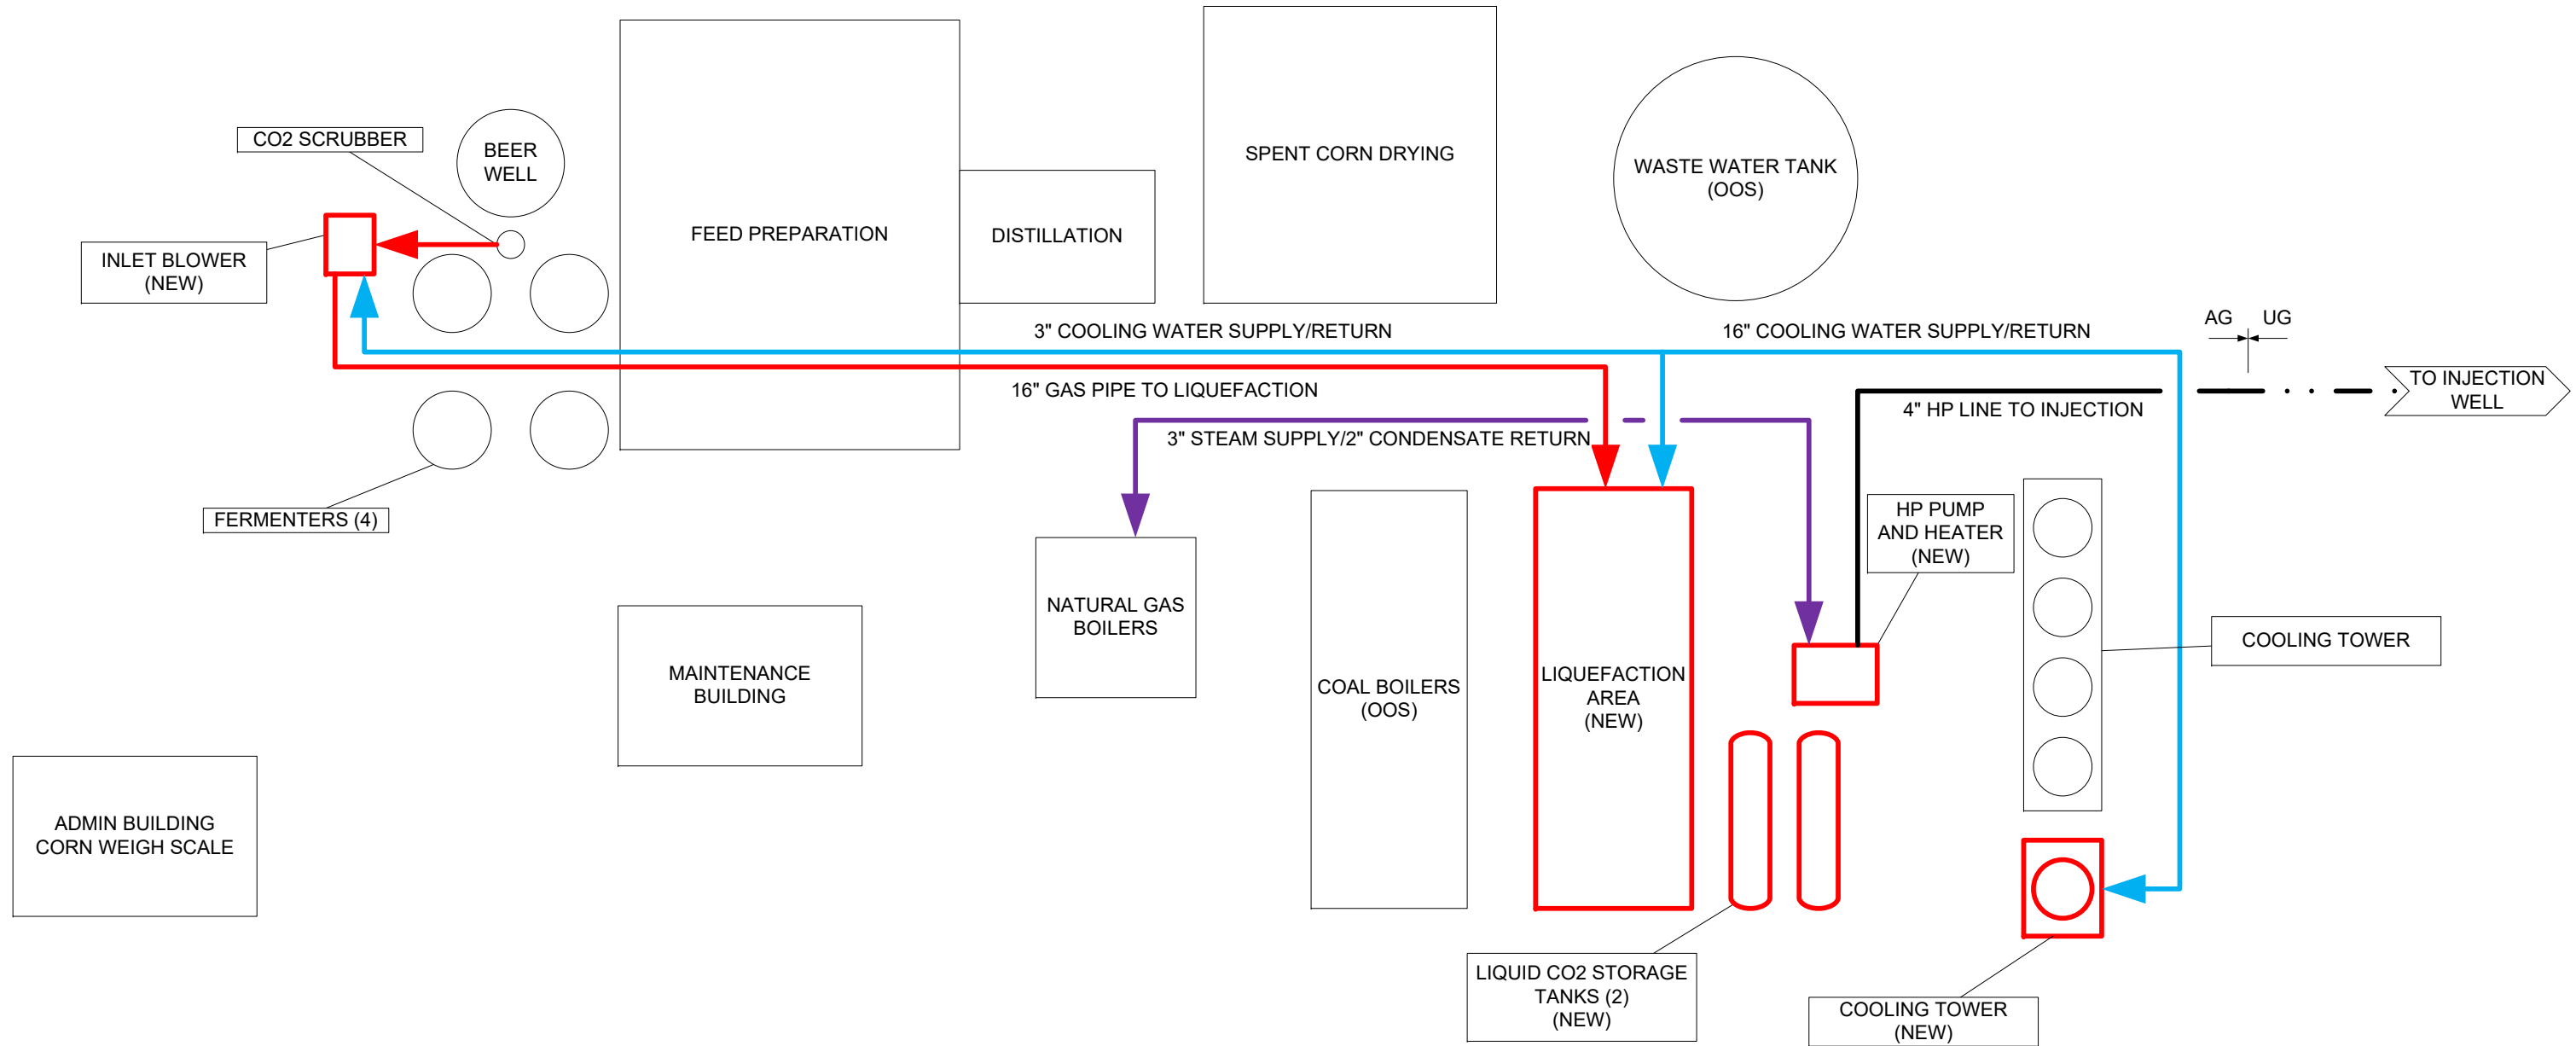 CO2 SCRUBBER
BEER
WELL
FEED PREPARATION
DISTILLATION
SPENT CORN DRYING
WASTE WATER TANK
(OOS)
INLET BLOWER
(NEW)
3" COOLING WATER SUPPLY/RETURN
16" COOLING WATER SUPPLY/RETURN
AG
UG
16" GAS PIPE TO LIQUEFACTION
TO INJECTION
WELL
4" HP LINE TO INJECTION
3" STEAM SUPPLY/2" CONDENSATE RETURN
FERMENTERS (4)
HP PUMP
AND HEATER
(NEW)
NATURAL GAS
BOILERS
COOLING TOWER
MAINTENANCE
BUILDING
COAL BOILERS
(OOS)
LIQUEFACTION
AREA
(NEW)
ADMIN BUILDING
CORN WEIGH SCALE
LIQUID CO2 STORAGE
TANKS (2)
(NEW)
COOLING TOWER
(NEW)